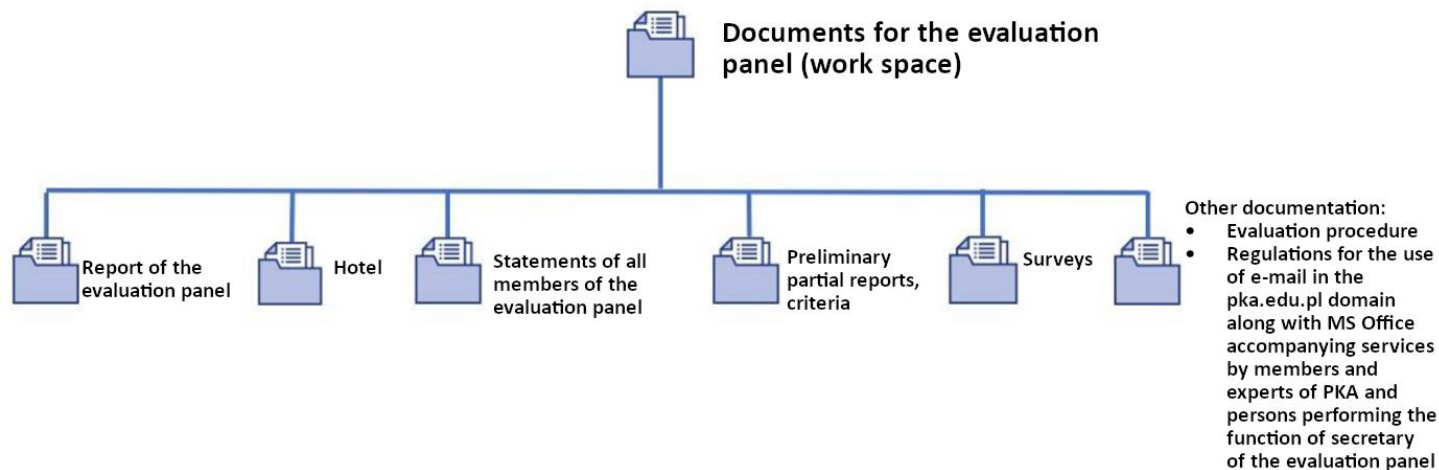 Documents for the evaluation
panel (work space)
Report of the
evaluation panel
Hotel
Statements of all
members of the
evaluation panel
Preliminary
partial reports,
criteria
Surveys
Other documentation:
• Evaluation procedure
• Regulations for the use
of e-mail in the
pka.edu.pl domain
along with MS Office
accompanying services
by members and
experts of PKA and
persons performing the
function of secretary
of the evaluation panel